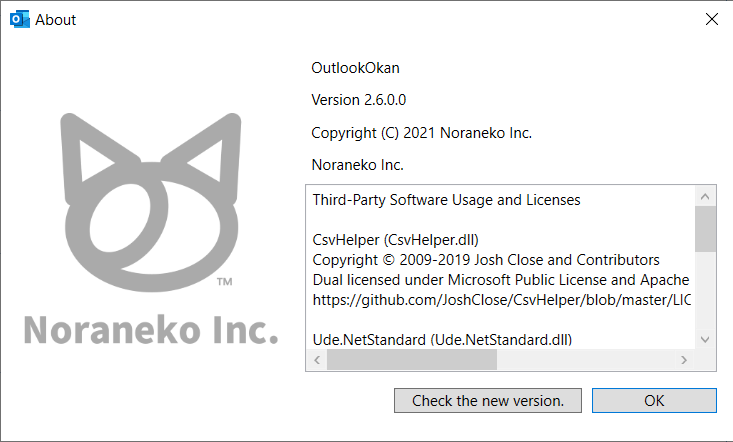 About
OutlookOkan
Version 2.6.0.0
Copyright (C) 2021 Noraneko Inc.
Noraneko Inc.
Third-Party Software Usage and Licenses
CsvHelper (CsvHelper.dll)
Copyright © 2009-2019 Josh Close and Contributors
Dual licensed under Microsoft Public License and Apache
https://github.com/JoshClose/CsvHelper/blob/master/LIC
Ude.NetStandard (Ude.NetStandard.dll)
TM
Noraneko Inc.
Check the new version.
OK